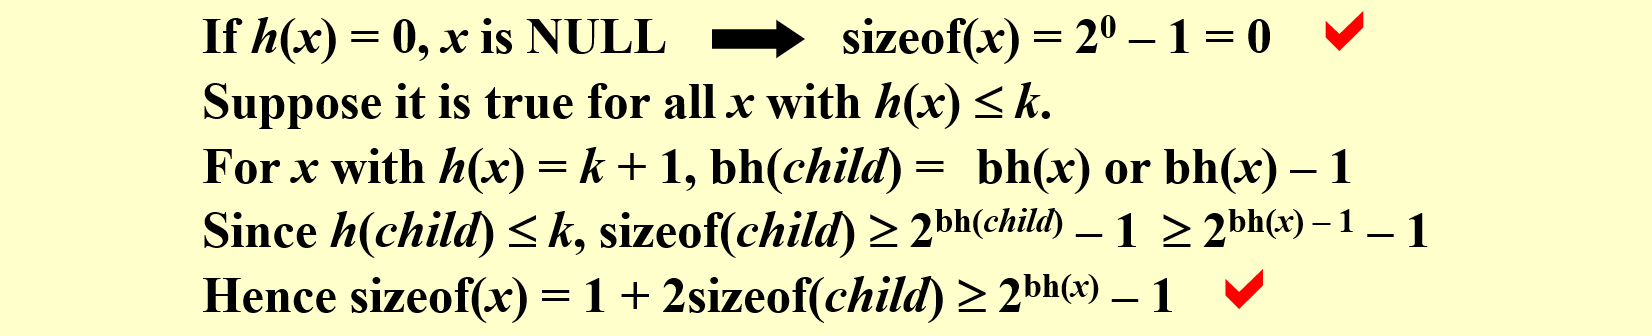 If h(x) = 0, x is NULL ➡ sizeof(x) = 2⁰ – 1 = 0 ✓
Suppose it is true for all x with h(x) ≤ k.
For x with h(x) = k + 1, bh(child) = bh(x) or bh(x) – 1
Since h(child) ≤ k, sizeof(child) ≥ 2^bh(child) – 1 ≥ 2^bh(x) – 1 – 1
Hence sizeof(x) = 1 + 2sizeof(child) ≥ 2^bh(x) – 1 ✓